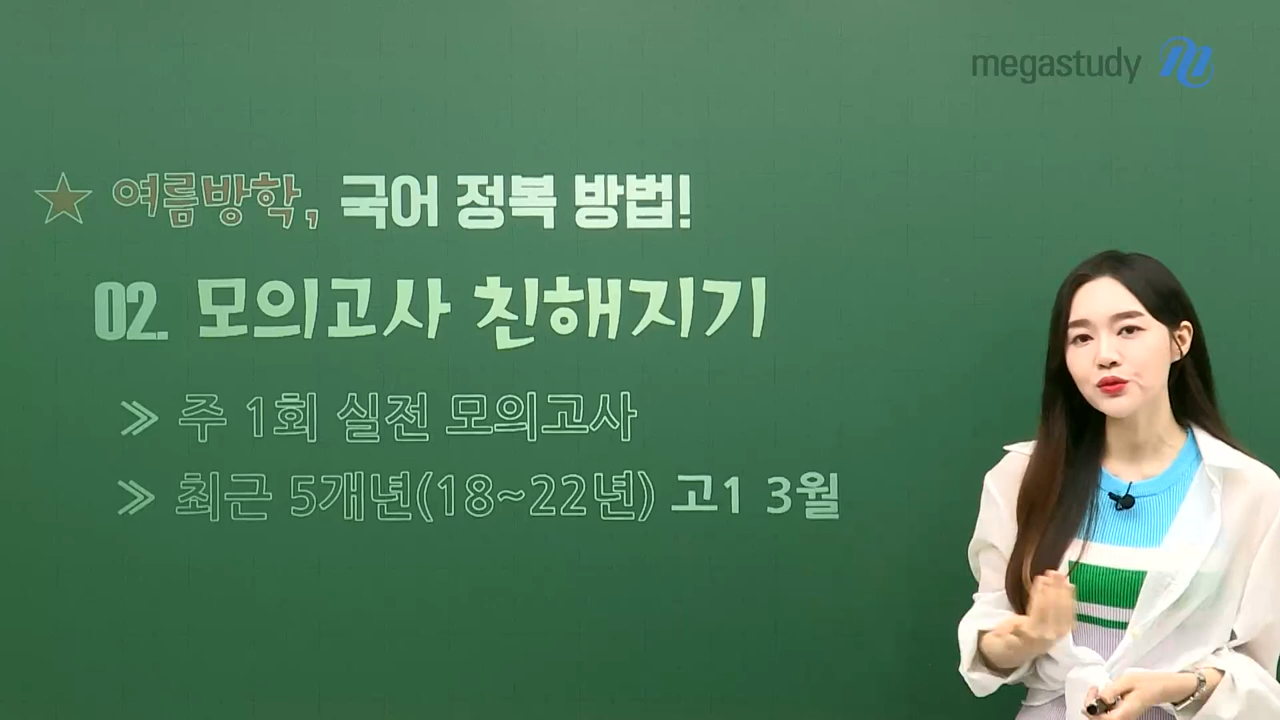 megastudy
여름방학, 국어 정복 방법!
02. 모의고사 친해지기
>> 주 1회 실전 모의고사
>> 최근 5개년(18~22년) 고1 3월